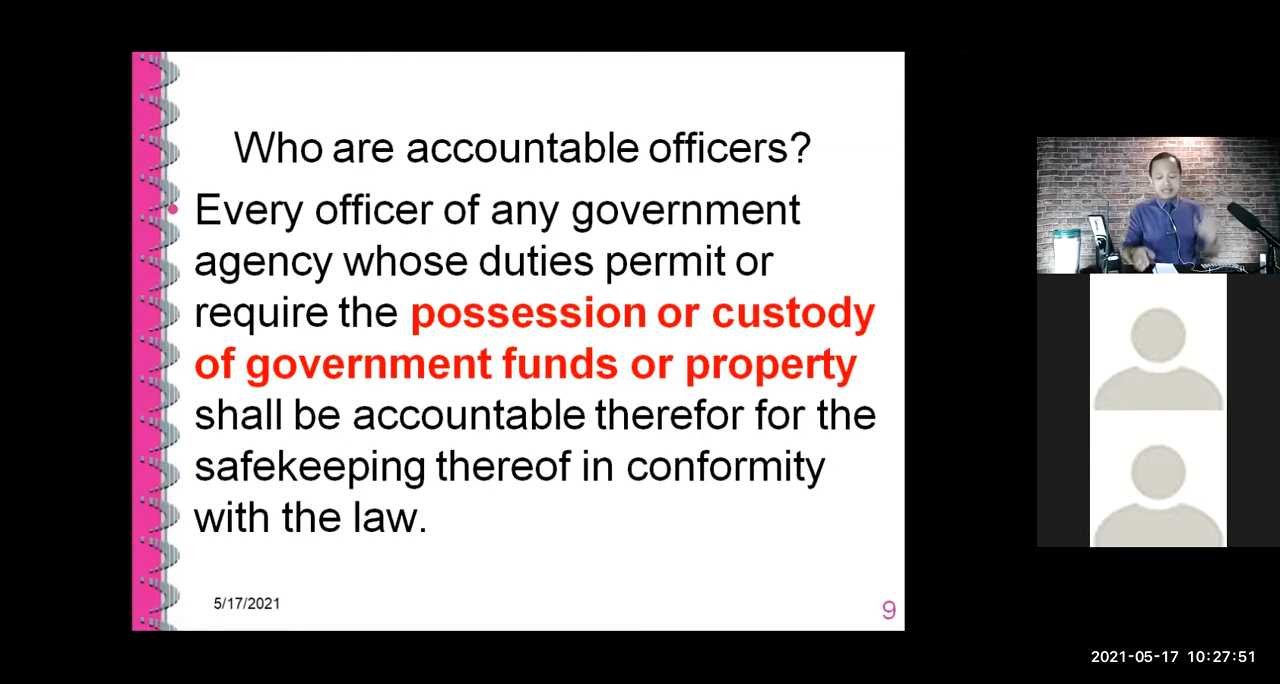 Who are accountable officers?
• Every officer of any government
agency whose duties permit or
require the possession or custody
of government funds or property
shall be accountable therefor for the
safekeeping thereof in conformity
with the law.
5/17/2021
9
2021-05-17 10:27:51